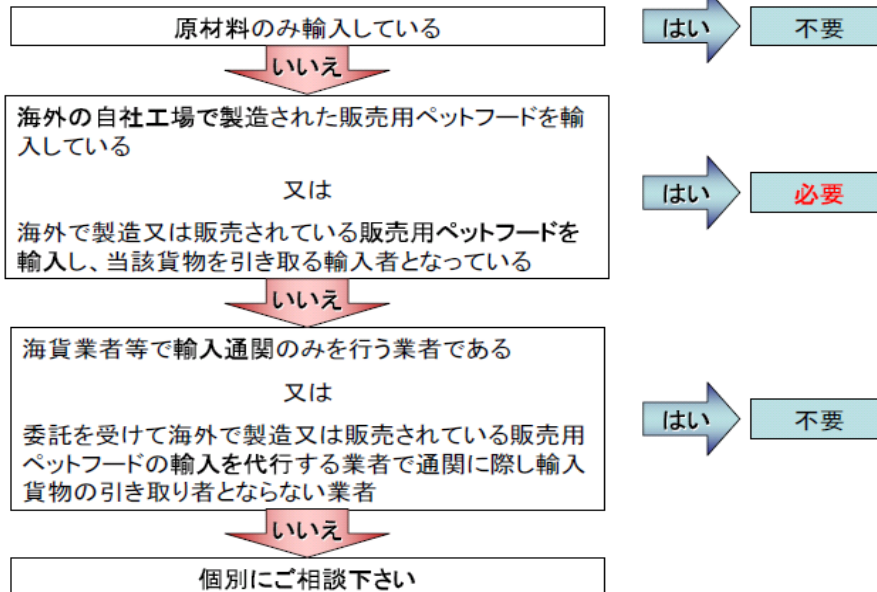 原材料のみ輸入している
はい
不要
いいえ
海外の自社工場で製造された販売用ペットフードを輸
入している
又は
海外で製造又は販売されている販売用ペットフードを
輸入し、当該貨物を引き取る輸入者となっている
はい
必要
いいえ
海貨業者等で輸入通関のみを行う業者である
又は
委託を受けて海外で製造又は販売されている販売用
ペットフードの輸入を代行する業者で通関に際し輸入
貨物の引き取り者とならない業者
はい
不要
いいえ
個別にご相談下さい